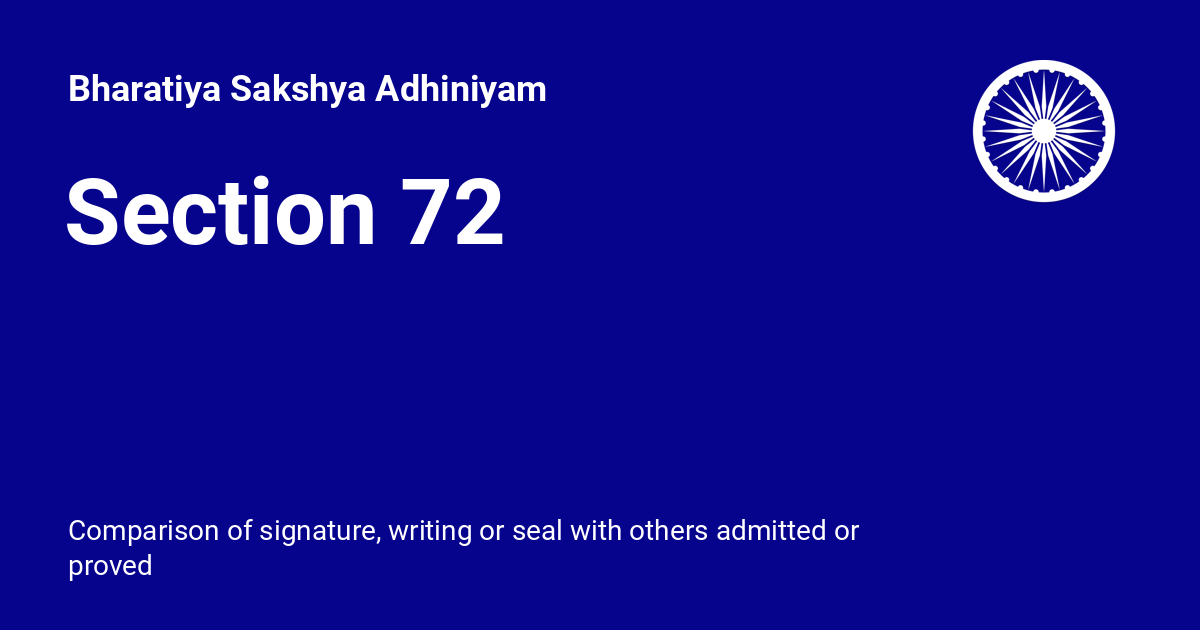 Bharatiya Sakshya Adhiniyam
Section 72
Comparison of signature, writing or seal with others admitted or
proved